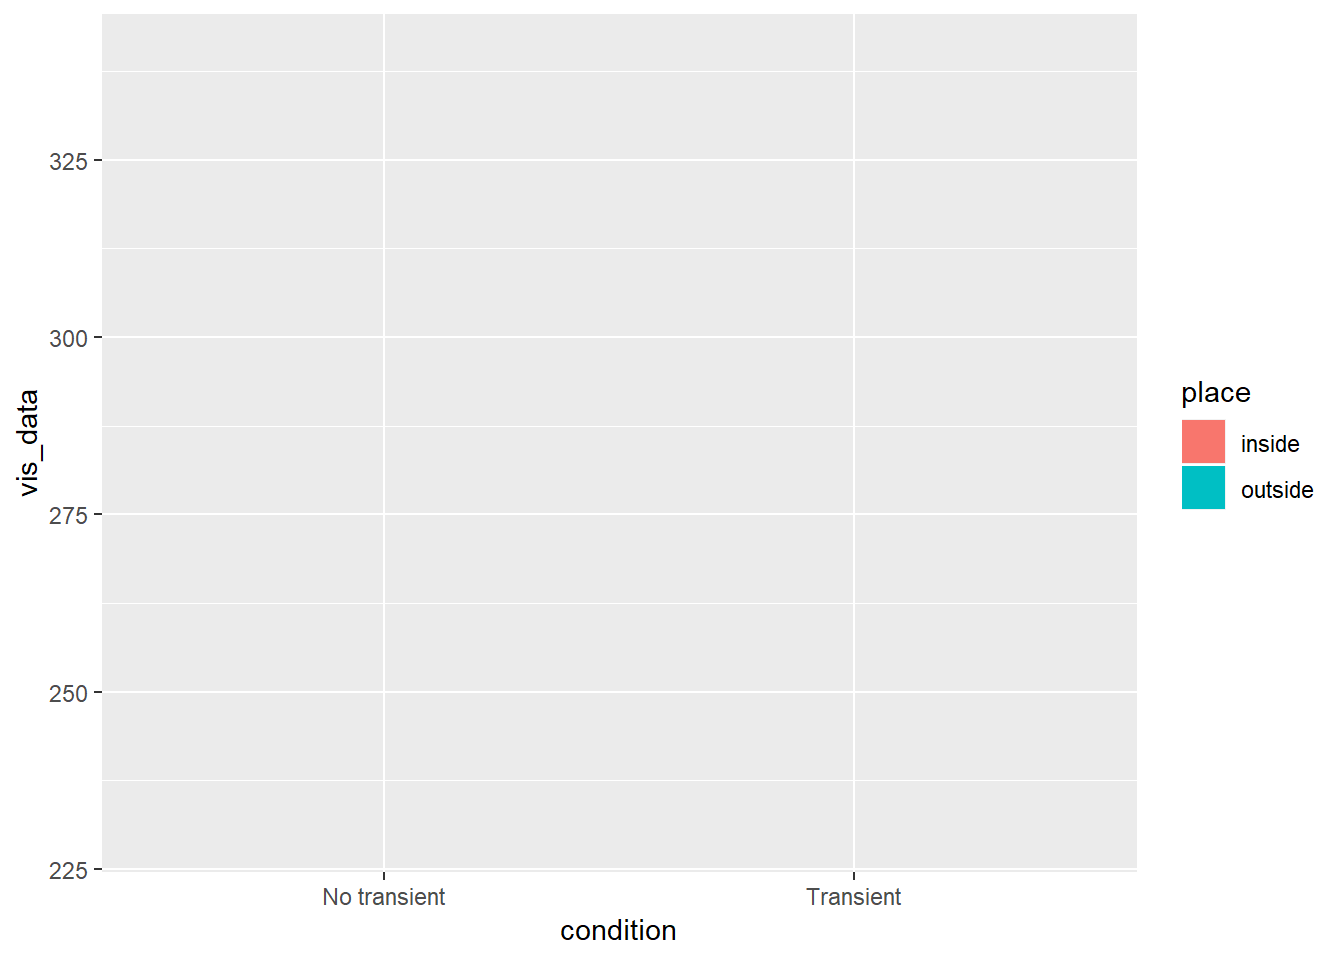 325
300
275
250
225
vis_data
No transient
Transient
condition
place
inside
outside